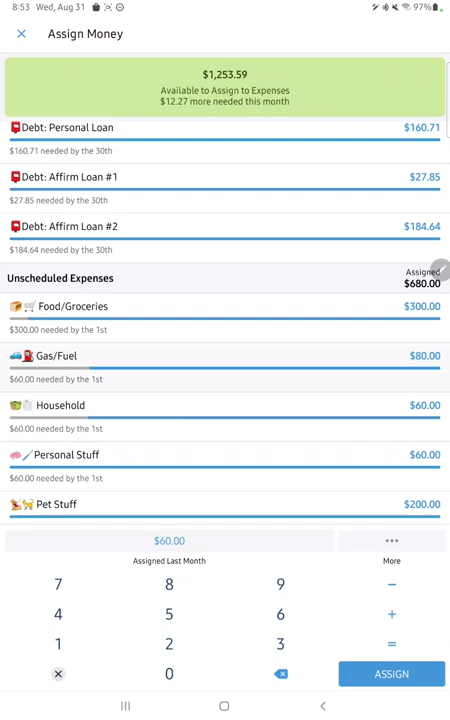 8:53 Wed, Aug 31 97%
Assign Money
$1,253.59
Available to Assign to Expenses
$12.27 more needed this month
Debt: Personal Loan $160.71
$160.71 needed by the 30th
Debt: Affirm Loan #1 $27.85
$27.85 needed by the 30th
Debt: Affirm Loan #2 $184.64
$184.64 needed by the 30th
Unscheduled Expenses Assigned
$680.00
Food/Groceries $300.00
$300.00 needed by the 1st
Gas/Fuel $80.00
$60.00 needed by the 1st
Household $60.00
$60.00 needed by the 1st
Personal Stuff $60.00
$60.00 needed by the 1st
Pet Stuff $200.00
$60.00 •••
Assigned Last Month More
7 8 9 −
4 5 6 +
1 2 3 =
0 ASSIGN